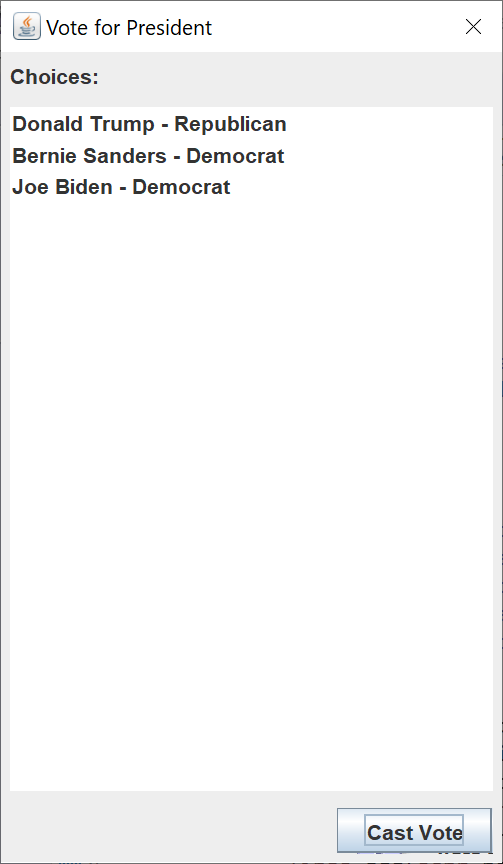 Vote for President
Choices:
Donald Trump - Republican
Bernie Sanders - Democrat
Joe Biden - Democrat
Cast Vote